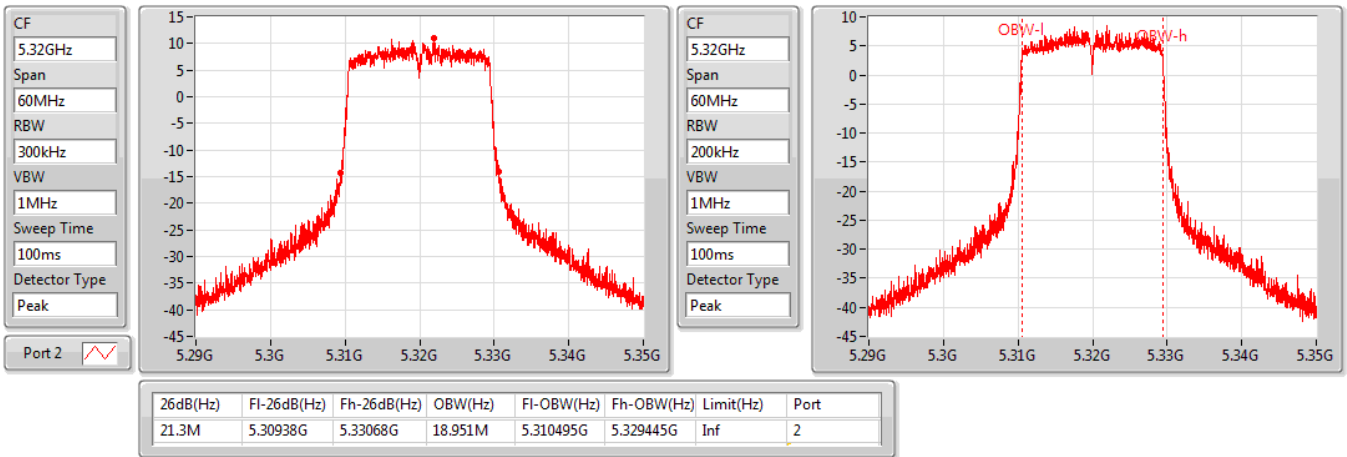 CF
5.32GHz
Span
60MHz
RBW
300kHz
VBW
1MHz
Sweep Time
100ms
Detector Type
Peak
Port 2
15
10
5
0
-5
-10
-15
-20
-25
-30
-35
-40
-45
5.29G 5.3G 5.31G 5.32G 5.33G 5.34G 5.35G
CF
5.32GHz
Span
60MHz
RBW
200kHz
VBW
1MHz
Sweep Time
100ms
Detector Type
Peak
10
5
0
-5
-10
-15
-20
-25
-30
-35
-40
-45
OBW-l
OBW-h
5.29G 5.3G 5.31G 5.32G 5.33G 5.34G 5.35G
26dB(Hz) Fl-26dB(Hz) Fh-26dB(Hz) OBW(Hz) Fl-OBW(Hz) Fh-OBW(Hz) Limit(Hz) Port
21.3M 5.30938G 5.33068G 18.951M 5.310495G 5.329445G Inf 2